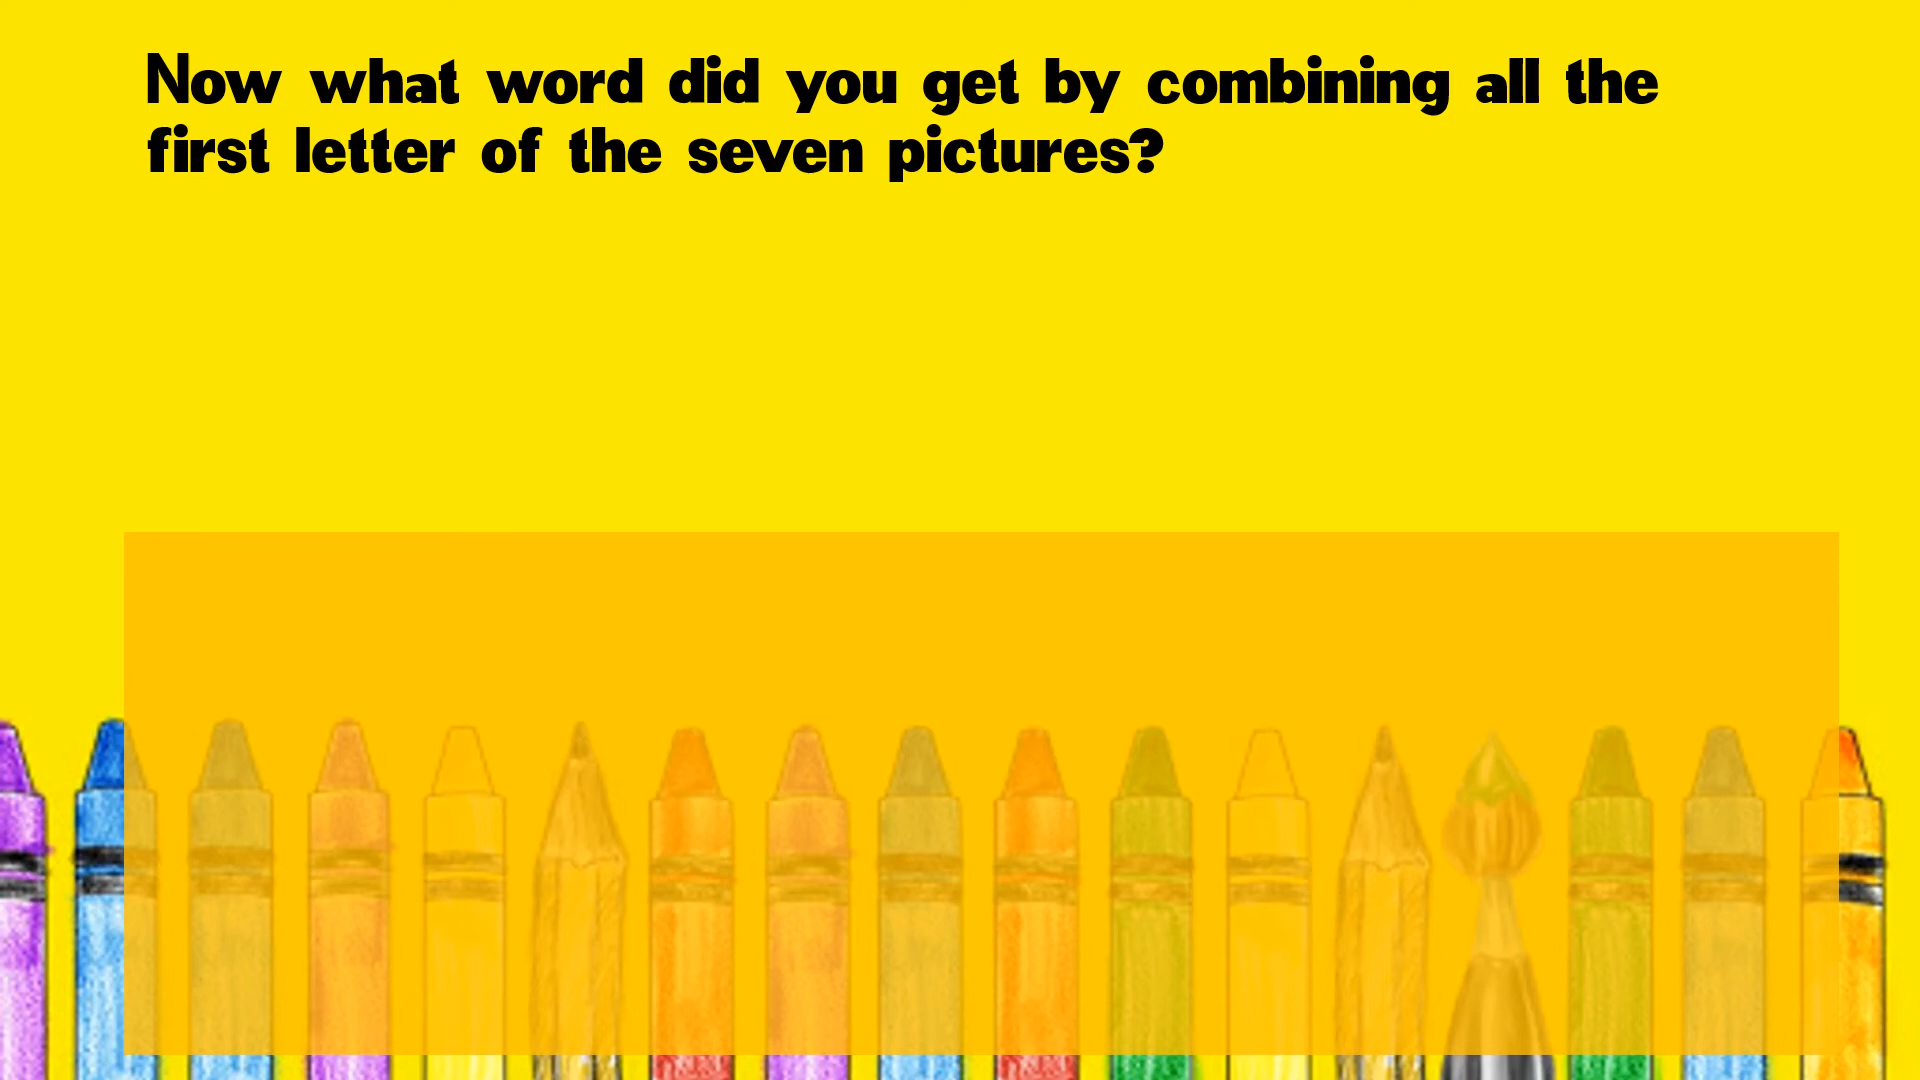 Now what word did you get by combining all the
first letter of the seven pictures?